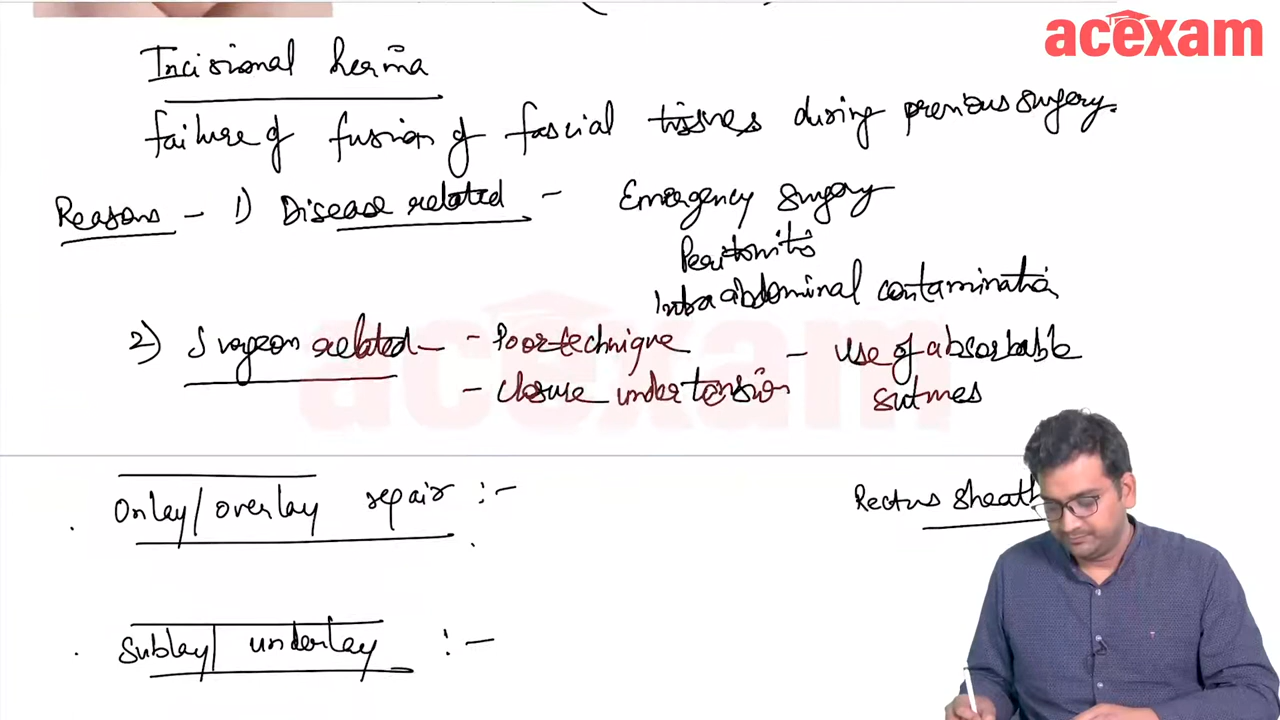 acexam
Incisional hernia
failure of fusion of fascial tissues during previous surgery.
Reasons - 1) Disease related - Emergency surgery
Peritonitis
Intra abdominal contamination
2) Surgeon related - - Poor technique - Use of absorbable
- Closure under tension sutures
acexam
Onlay/overlay repair :- Rectus sheath
Sublay/underlay :-